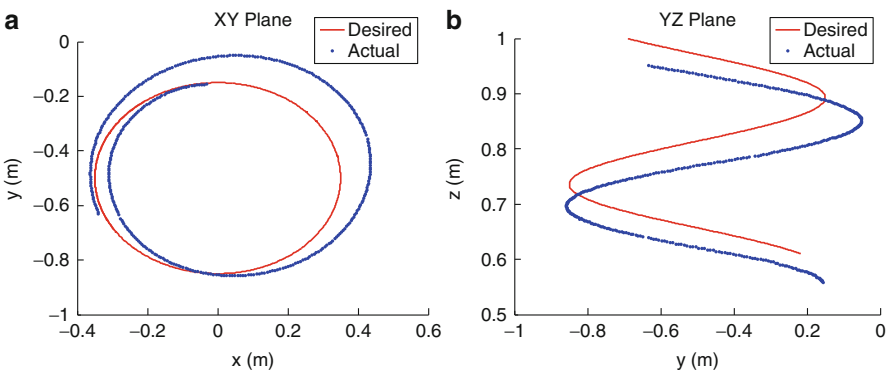 a
XY Plane
Desired
Actual
0
−0.2
−0.4
−0.6
−0.8
−1
y (m)
−0.4
−0.2
0
0.2
0.4
0.6
x (m)
b
YZ Plane
Desired
Actual
1
0.9
0.8
0.7
0.6
0.5
z (m)
−1
−0.8
−0.6
−0.4
0.2
0
y (m)